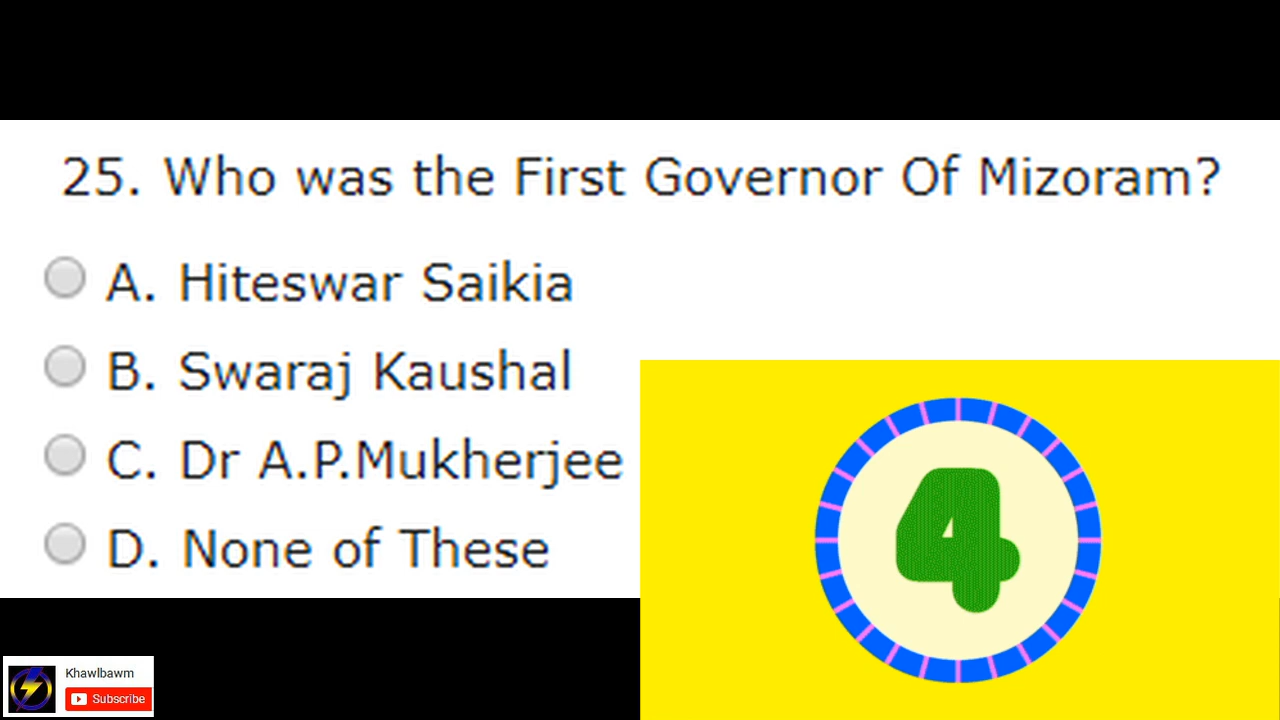 25. Who was the First Governor Of Mizoram?
A. Hiteswar Saikia
B. Swaraj Kaushal
C. Dr A.P.Mukherjee
D. None of These
4
Khawlbawm
Subscribe